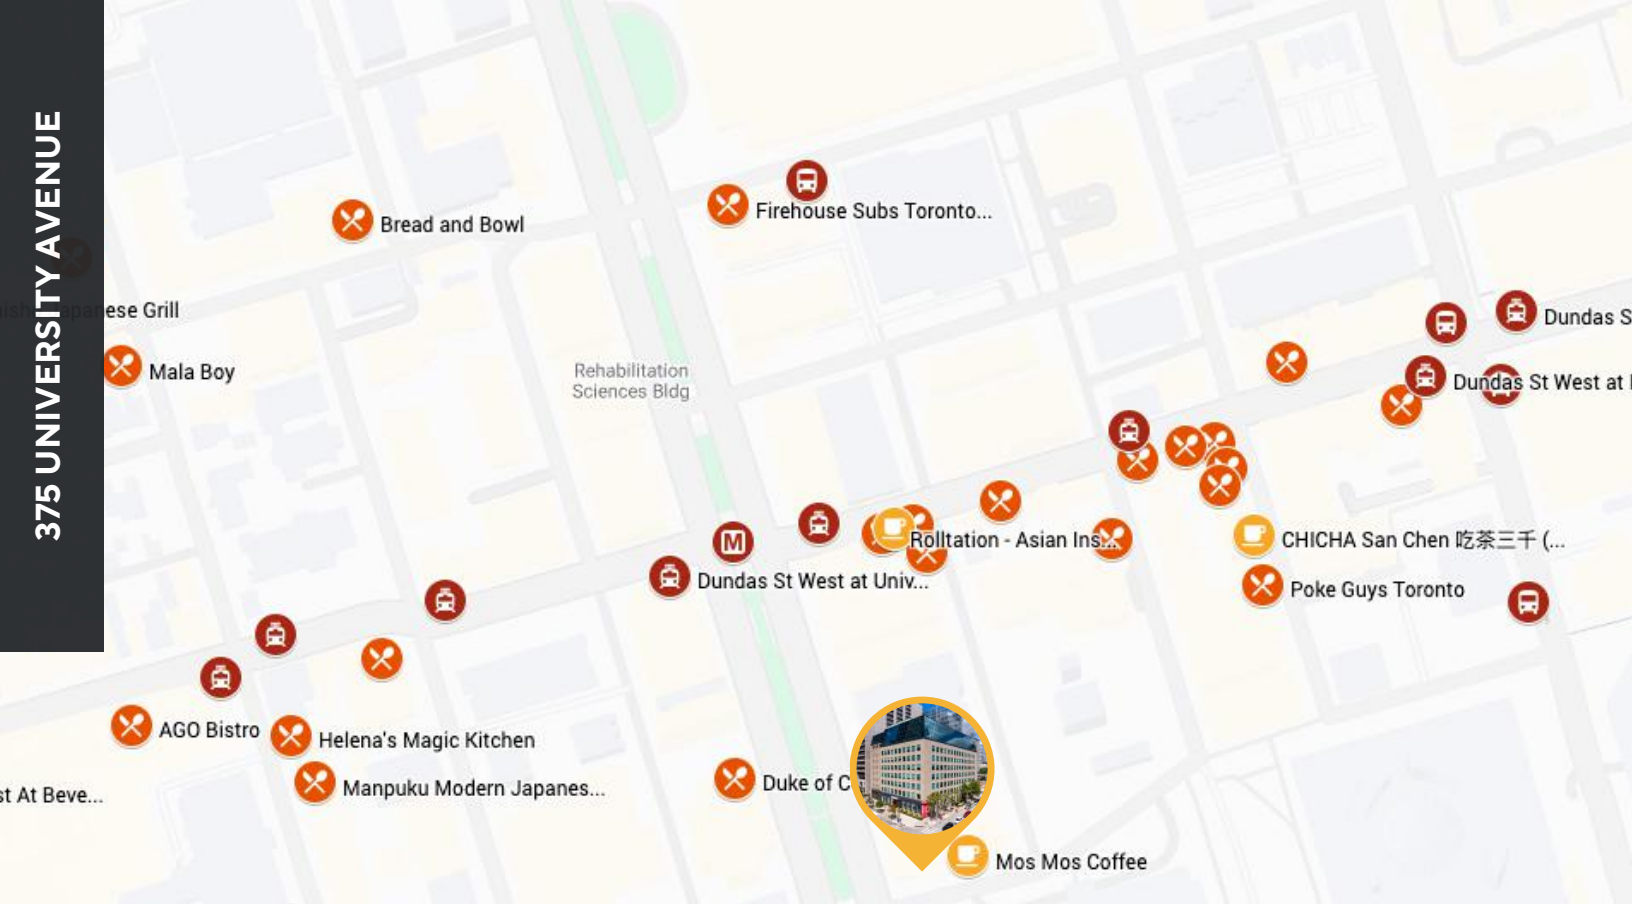 375 UNIVERSITY AVENUE
Bread and Bowl
Firehouse Subs Toronto...
ese Grill
Mala Boy
Rehabilitation
Sciences Bldg
Dundas S
Dundas St West at
Rolltation - Asian Ins...
CHICHA San Chen 吃茶三千 (...
Dundas St West at Univ...
Poke Guys Toronto
M
AGO Bistro
Helena's Magic Kitchen
Manpuku Modern Japanes...
st At Beve...
Duke of C
Mos Mos Coffee